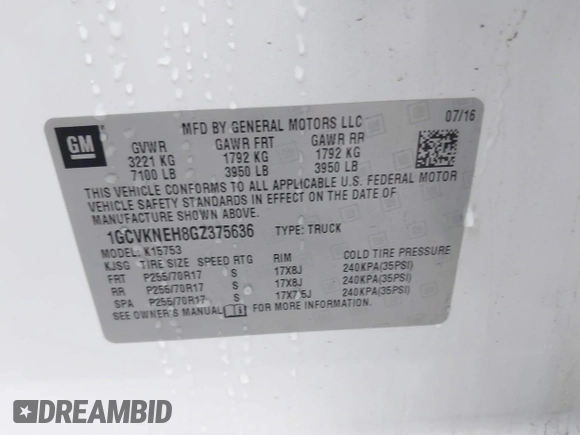 GM
MFD BY GENERAL MOTORS LLC 07/16
GVWR GAWR FRT GAWR RR
3221 KG 1792 KG 1792 KG
7100 LB 3950 LB 3950 LB
THIS VEHICLE CONFORMS TO ALL APPLICABLE U.S. FEDERAL MOTOR
VEHICLE SAFETY STANDARDS IN EFFECT ON THE DATE OF
MANUFACTURE SHOWN ABOVE.
1GCVKNEH8GZ375636 TYPE: TRUCK
MODEL: K15753
KJSG TIRE SIZE SPEED RTG RIM COLD TIRE PRESSURE
FRT P255/70R17 S 17X8J 240KPA(35PSI)
RR P255/70R17 S 17X8J 240KPA(35PSI)
SPA P255/70R17 S 17X7.5J 240KPA(35PSI)
SEE OWNER'S MANUAL FOR MORE INFORMATION.
DREAMBID